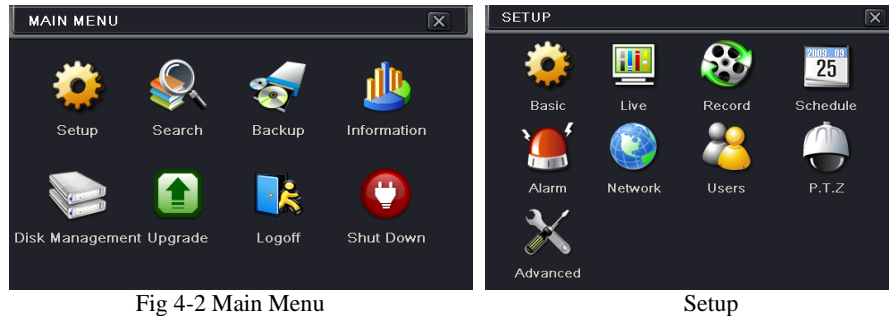 MAIN MENU
Setup Search Backup Information
Disk Management Upgrade Logoff Shut Down
Fig 4-2 Main Menu
SETUP
Basic Live Record Schedule
2009 09
25
Alarm Network Users P.T.Z
Advanced
Setup